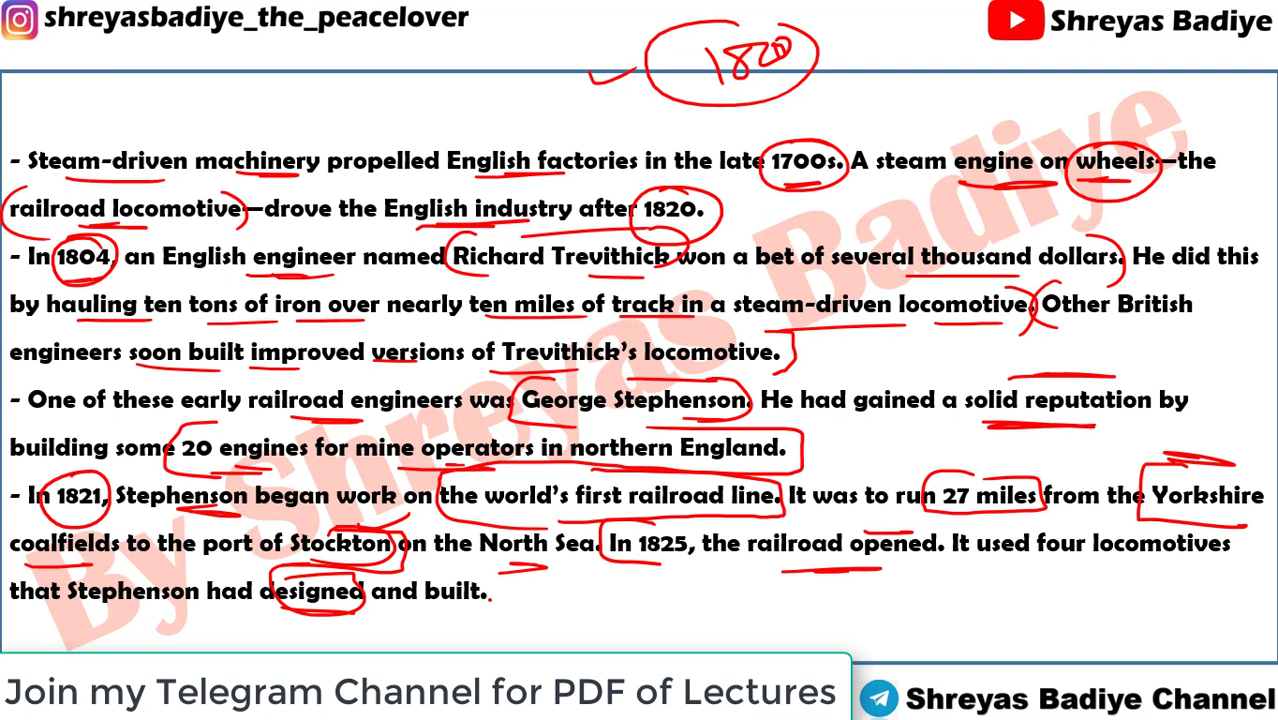 shreyasbadiye_the_peacelover
Shreyas Badiye
1820
- Steam-driven machinery propelled English factories in the late 1700s. A steam engine on wheels—the
railroad locomotive—drove the English industry after 1820.
- In 1804, an English engineer named Richard Trevithick won a bet of several thousand dollars. He did this
by hauling ten tons of iron over nearly ten miles of track in a steam-driven locomotive. Other British
engineers soon built improved versions of Trevithick's locomotive.
- One of these early railroad engineers was George Stephenson. He had gained a solid reputation by
building some 20 engines for mine operators in northern England.
- In 1821, Stephenson began work on the world's first railroad line. It was to run 27 miles from the Yorkshire
coalfields to the port of Stockton on the North Sea. In 1825, the railroad opened. It used four locomotives
that Stephenson had designed and built.
By Shreyas Badiye
Join my Telegram Channel for PDF of Lectures
Shreyas Badiye Channel